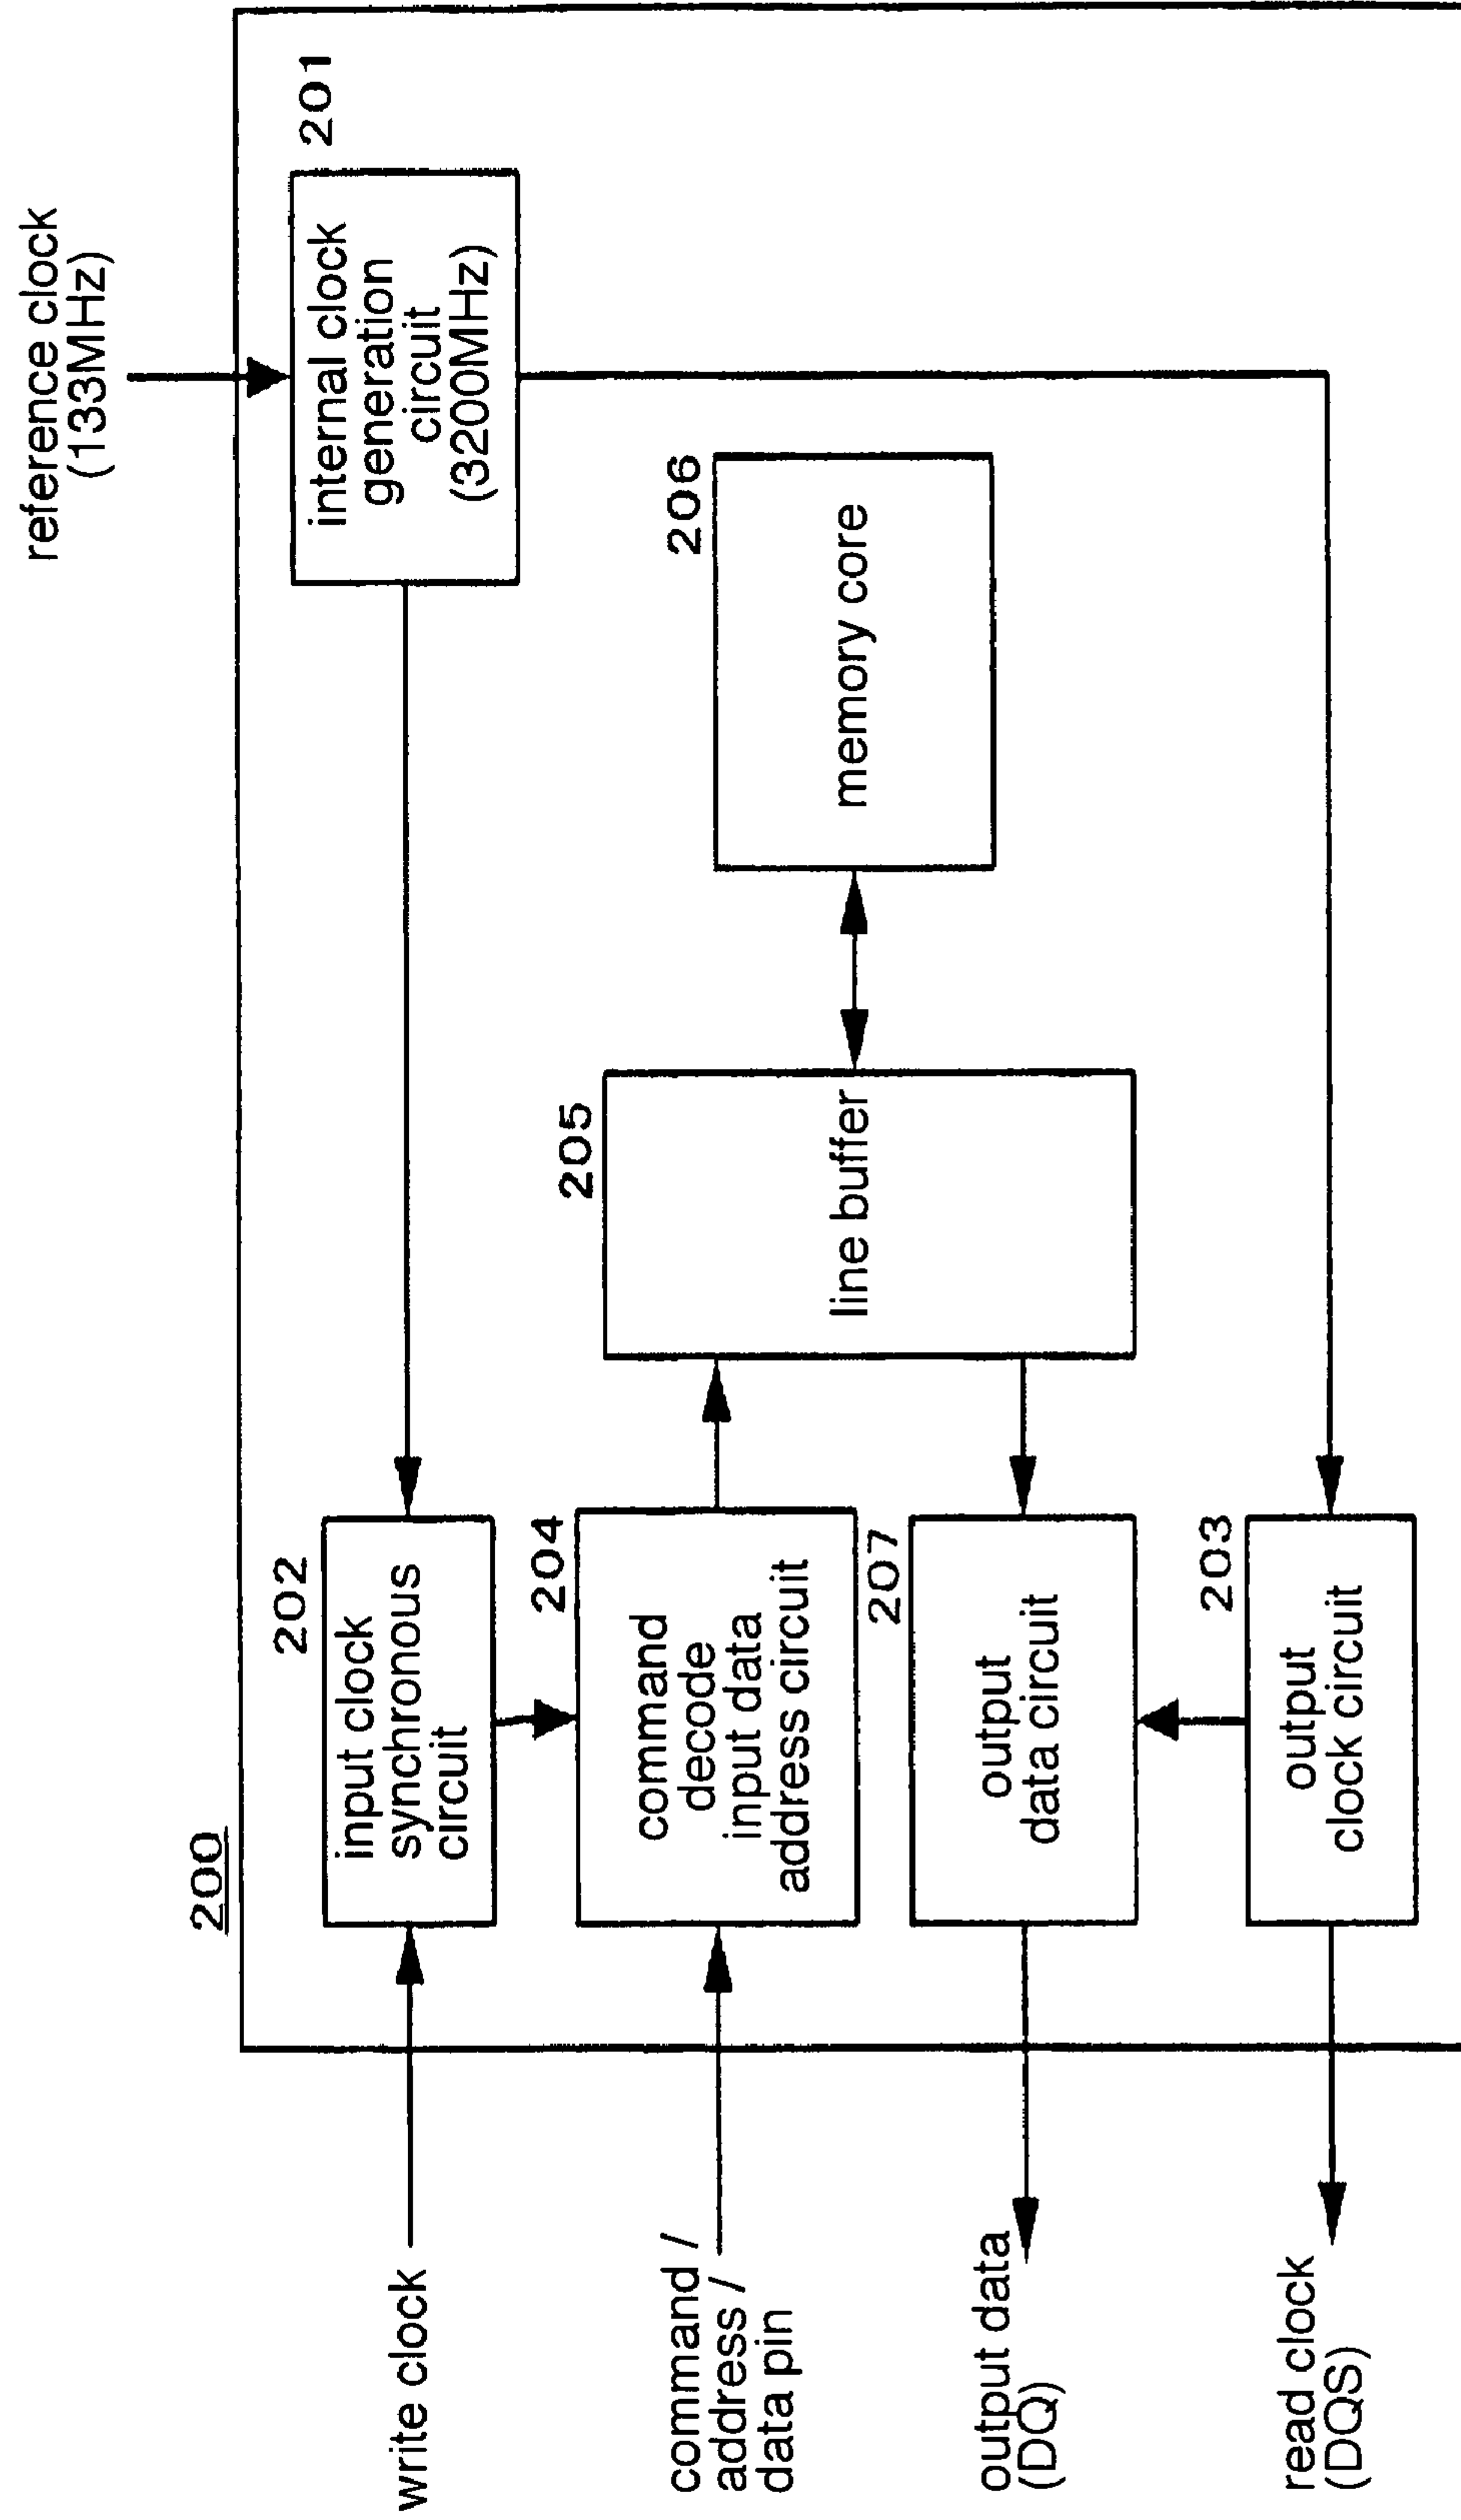 reference clock
(133MHz)
201
internal clock
generation
circuit
(3200MHz)
200
202
input clock
synchronous
circuit
write clock
204
command
decode
input data
address circuit
command /
address /
data pin
205
line buffer
206
memory core
207
output
data circuit
output data
(DQ)
203
output
clock circuit
read clock
(DQS)